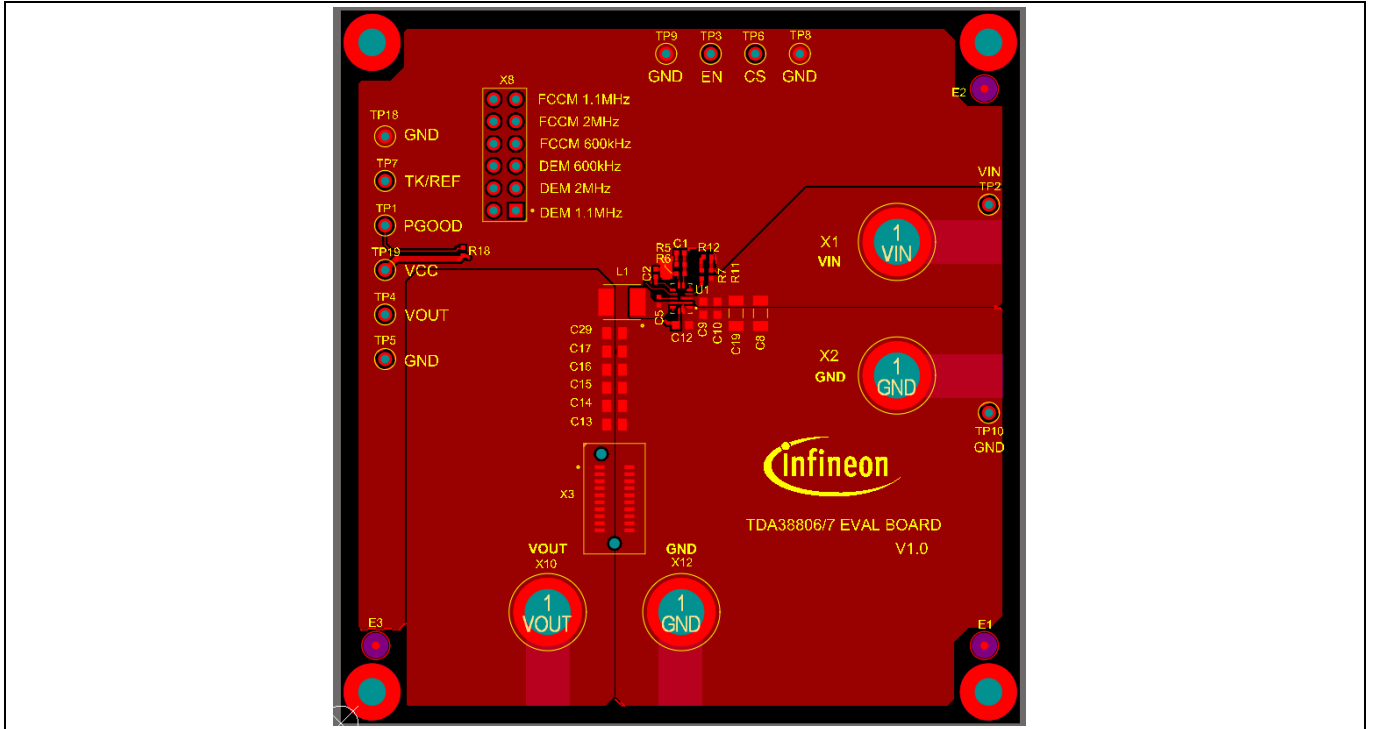 TP9 TP3 TP6 TP8
GND EN CS GND
X8
E2
FCCM 1.1MHz
FCCM 2MHz
FCCM 600kHz
DEM 600kHz
DEM 2MHz
DEM 1.1MHz
TP18
GND
TP7
TK/REF
TP1
PGOOD
TP19
VCC
R18
TP4
VOUT
TP5
GND
VIN
TP2
X1
VIN
1
VIN
R5 C1 R12
R6
C2
R7
R11
L1
U1
C5
C12
C9
C10
C19
C8
C29
C17
C16
C15
C14
C13
X2
GND
1
GND
TP10
GND
infineon
X3
TDA38806/7 EVAL BOARD
V1.0
VOUT
X10
GND
X12
1
VOUT
1
GND
E3
E1